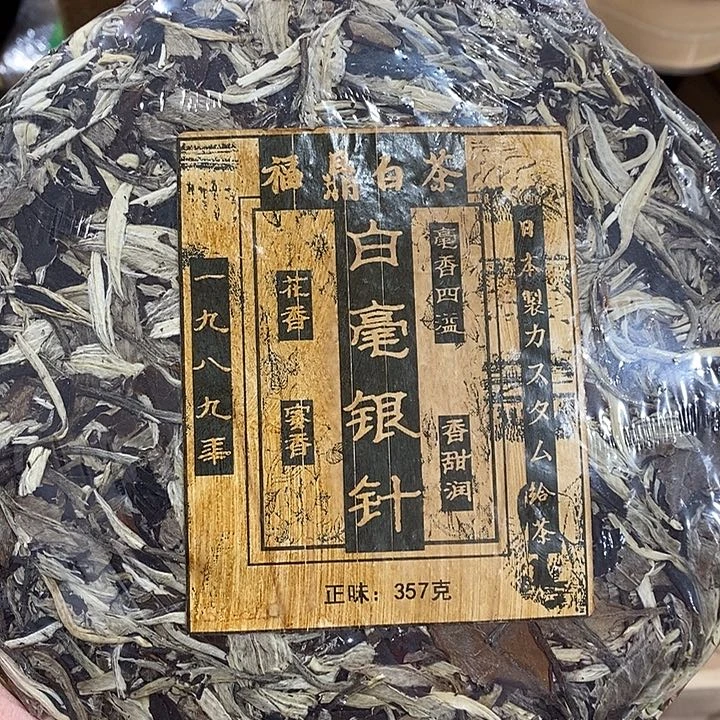 福鼎白茶
日本製カスタム给茶
毫香四溢
香甜润
白毫银针
花香
蜜香
一九八九年
正味：357克